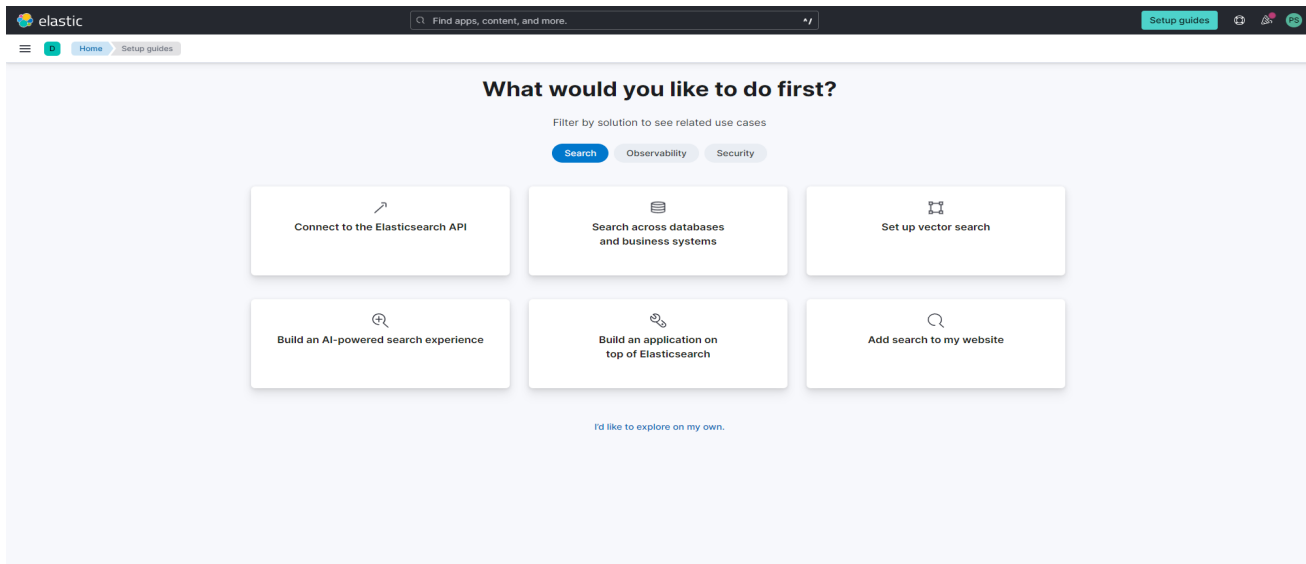 elastic
Find apps, content, and more.
^/
Setup guides
PS
D
Home
Setup guides
What would you like to do first?
Filter by solution to see related use cases
Search
Observability
Security
Connect to the Elasticsearch API
Search across databases
and business systems
Set up vector search
Build an AI-powered search experience
Build an application on
top of Elasticsearch
Add search to my website
I'd like to explore on my own.